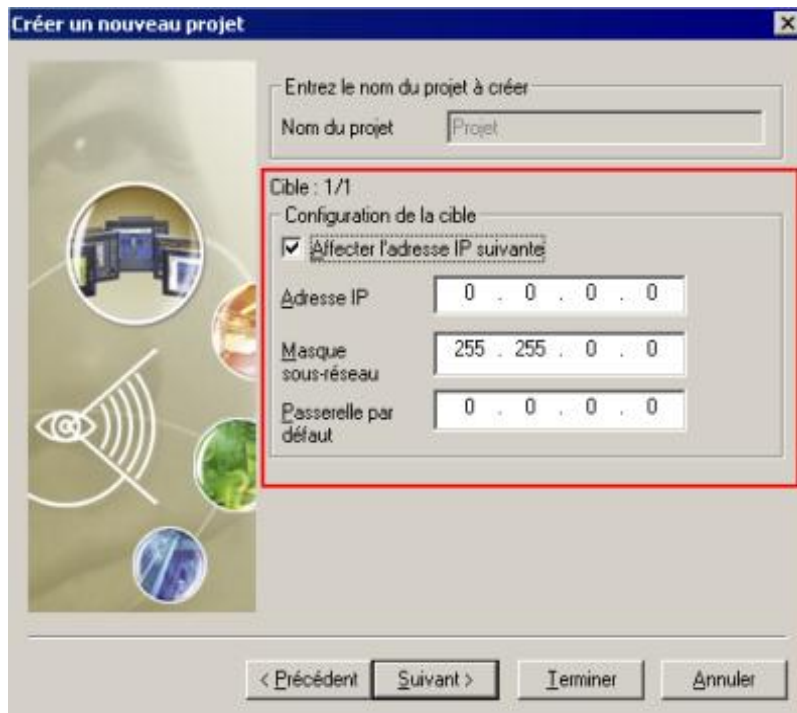 Créer un nouveau projet
Entrez le nom du projet à créer
Nom du projet Projet
Cible : 1/1
Configuration de la cible
Affecter l'adresse IP suivante
Adresse IP 0 . 0 . 0 . 0
Masque sous-réseau 255 . 255 . 0 . 0
Passerelle par défaut 0 . 0 . 0 . 0
< Précédent Suivant > Terminer Annuler